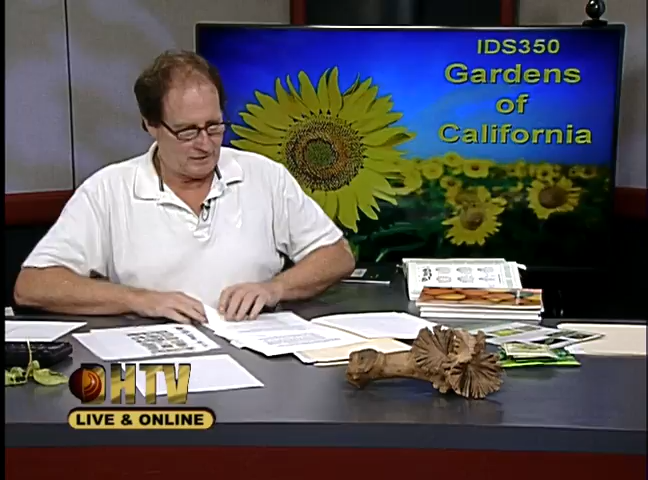 IDS350
Gardens
of
California
HTV
LIVE & ONLINE